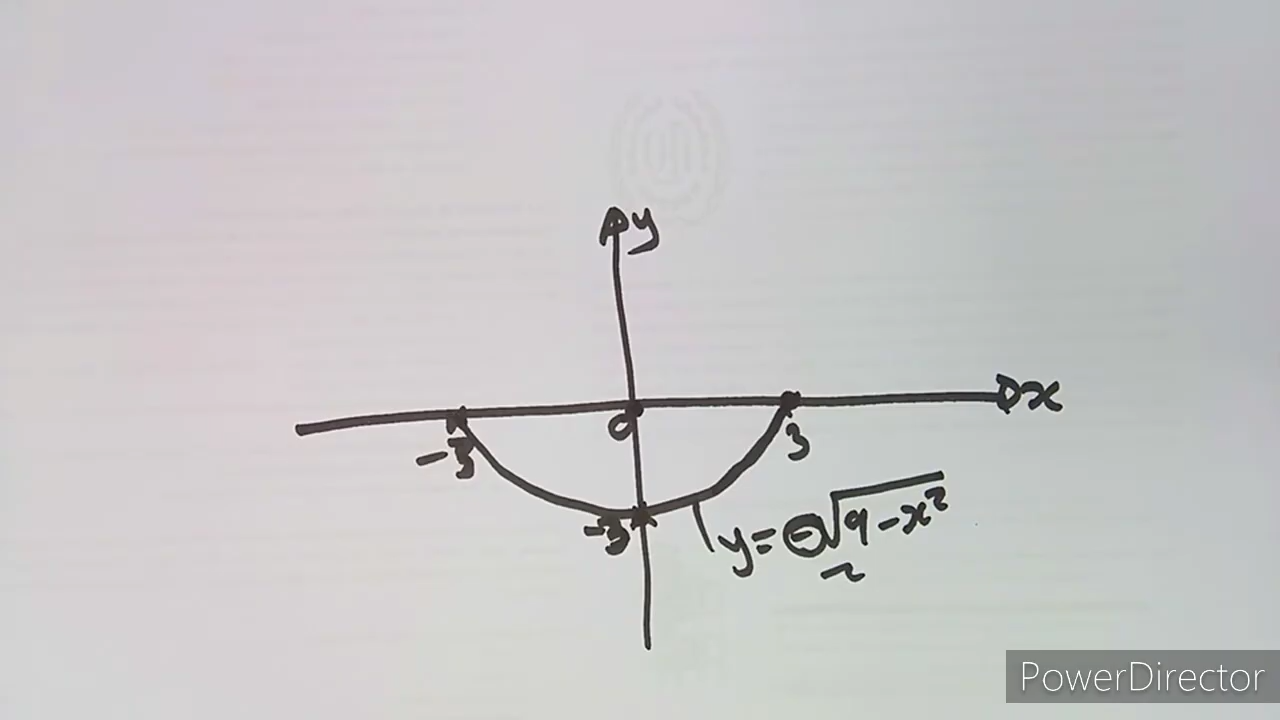 y
x
0
-3
3
-3
y = -√9-x²
PowerDirector